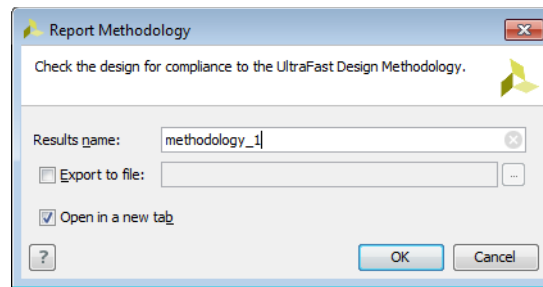 Report Methodology
Check the design for compliance to the UltraFast Design Methodology.
Results name: methodology_1
Export to file: ...
Open in a new tab
? OK Cancel